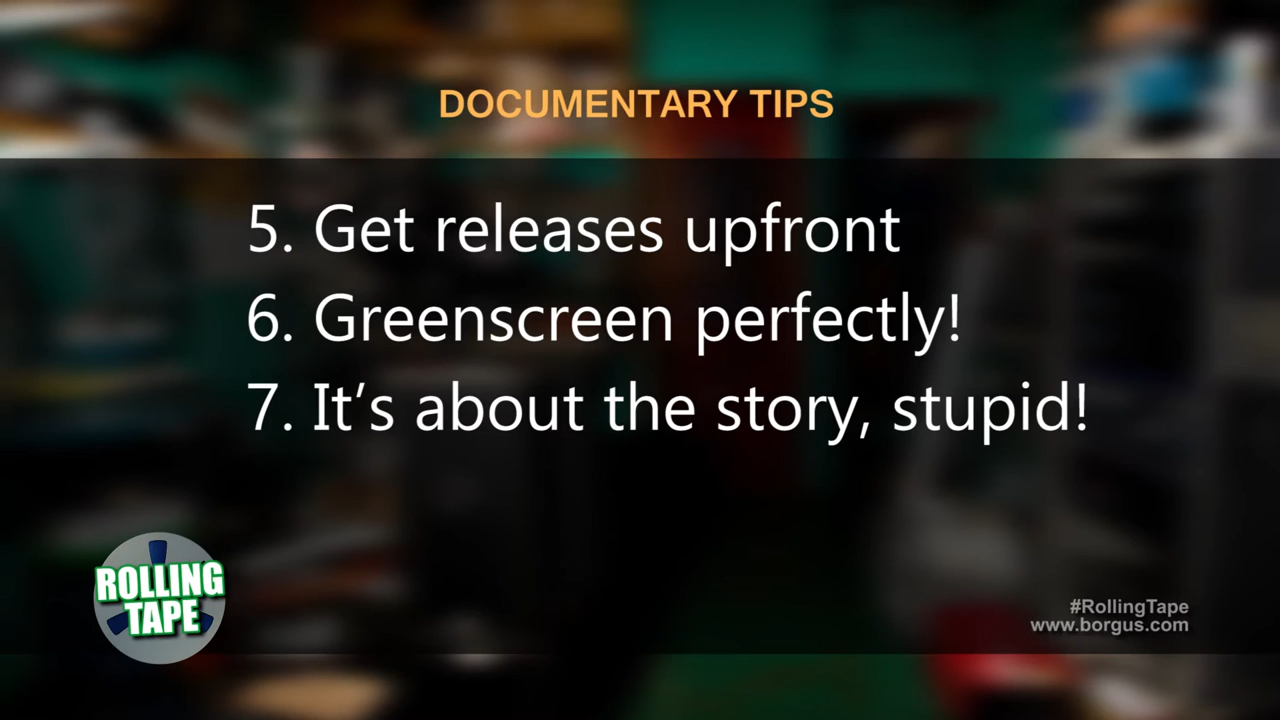 DOCUMENTARY TIPS
5. Get releases upfront
6. Greenscreen perfectly!
7. It’s about the story, stupid!
ROLLING
TAPE
#RollingTape
www.borgus.com